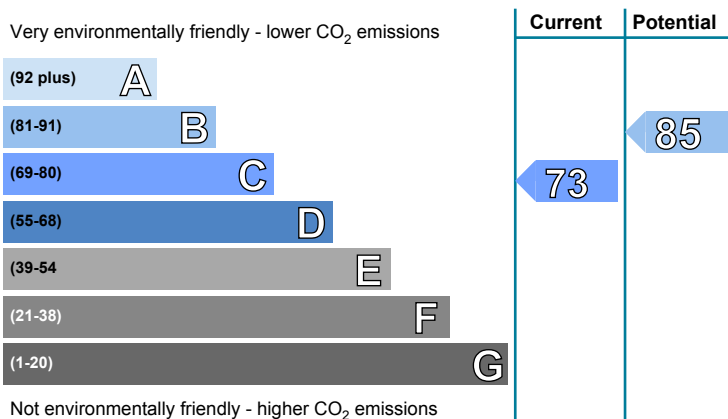 Current Potential
Very environmentally friendly - lower CO2 emissions
(92 plus) A
(81-91) B
85
(69-80) C
73
(55-68) D
(39-54 E
(21-38) F
(1-20) G
Not environmentally friendly - higher CO2 emissions